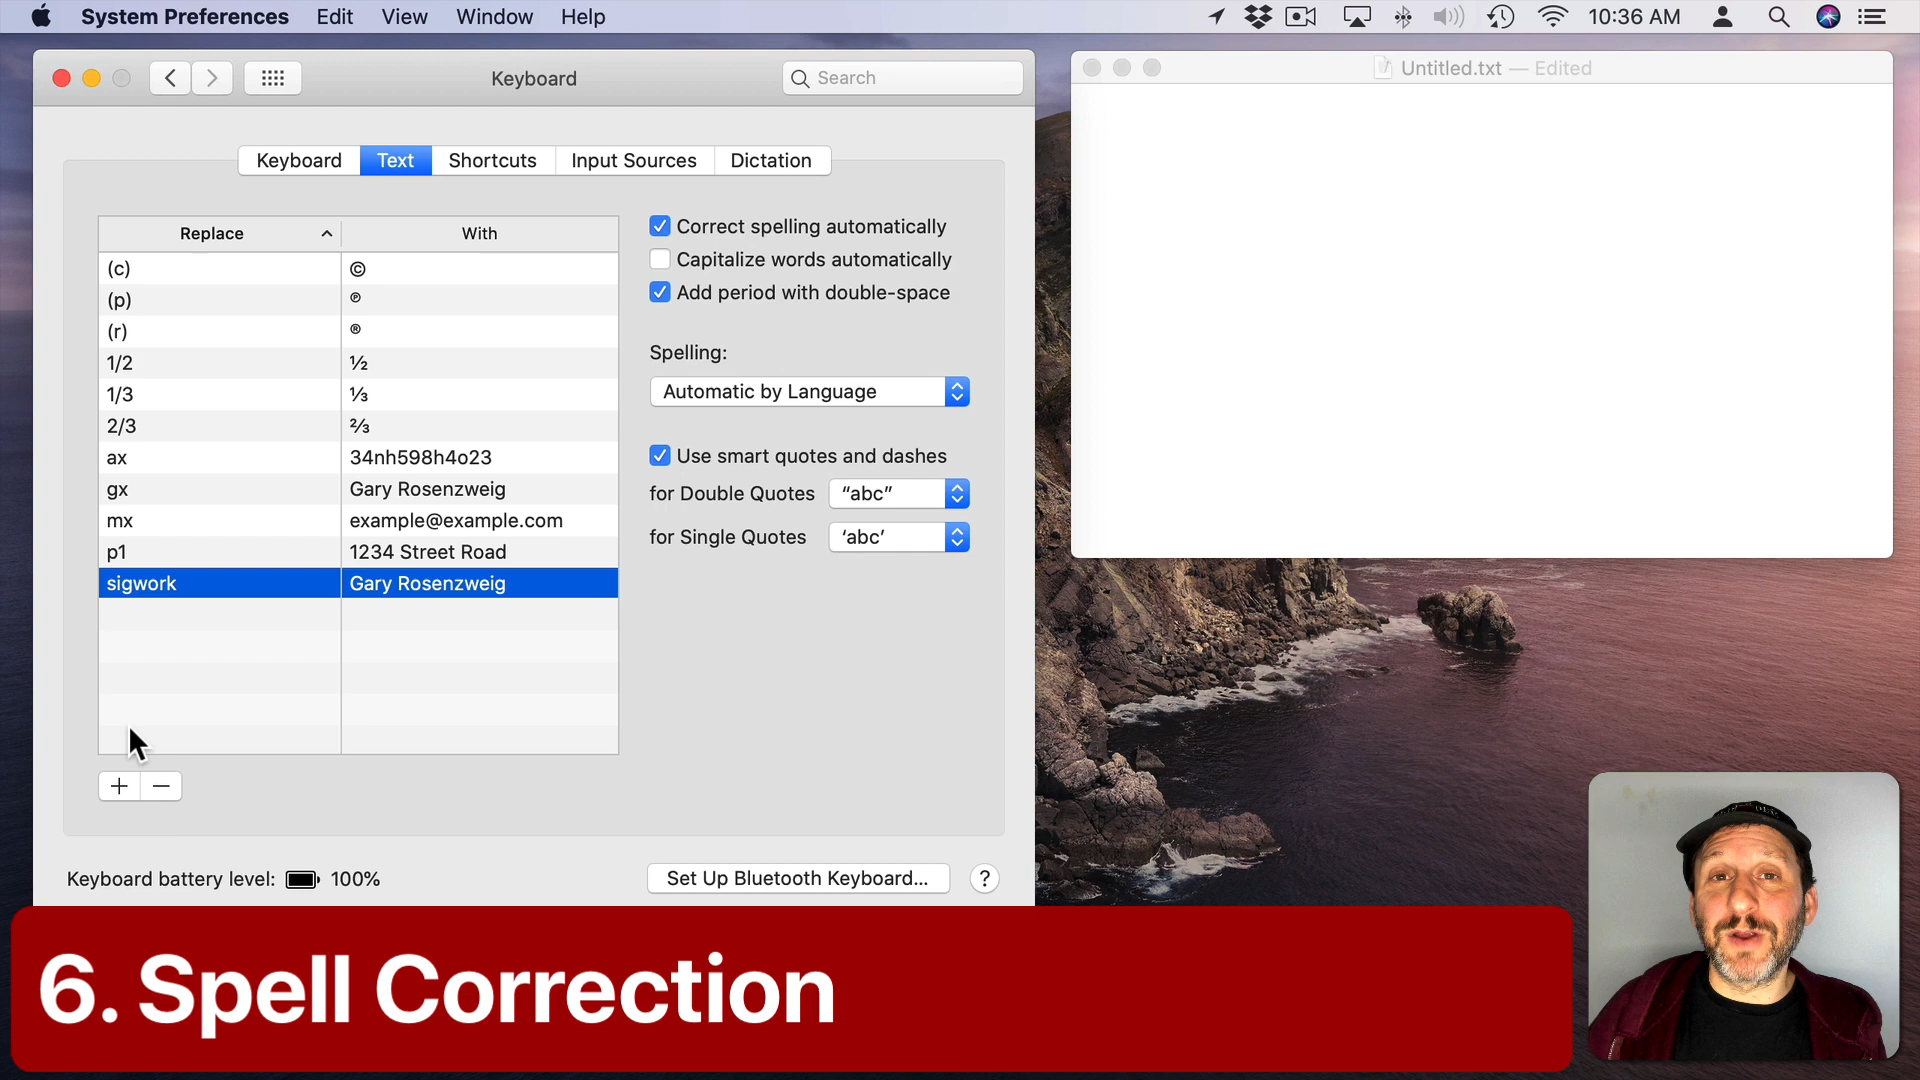 System Preferences Edit View Window Help 10:36 AM
Keyboard Search
Untitled.txt — Edited
Keyboard Text Shortcuts Input Sources Dictation
Replace With
(c) ©
(p) ℗
(r) ®
1/2 ½
1/3 ⅓
2/3 ⅔
ax 34nh598h4o23
gx Gary Rosenzweig
mx example@example.com
p1 1234 Street Road
sigwork Gary Rosenzweig
Correct spelling automatically
Capitalize words automatically
Add period with double-space
Spelling:
Automatic by Language
Use smart quotes and dashes
for Double Quotes “abc”
for Single Quotes ‘abc’
+ −
Keyboard battery level: 100%
Set Up Bluetooth Keyboard... ?
6. Spell Correction